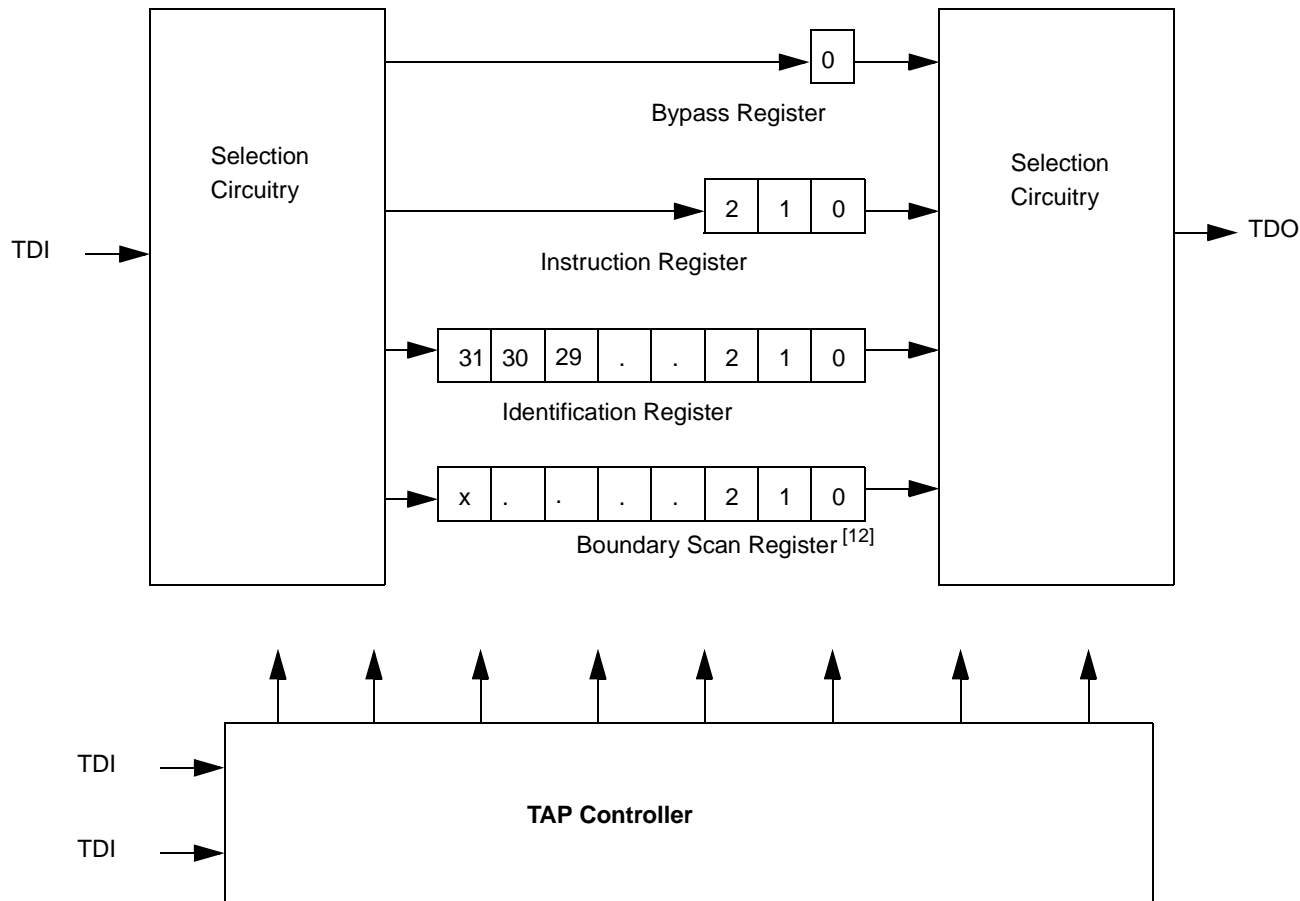 0
Bypass Register
Selection
Circuitry
Selection
Circuitry
2 1 0
TDI
TDO
Instruction Register
31 30 29 . . 2 1 0
Identification Register
x . . . . 2 1 0
Boundary Scan Register [12]
TDI
TAP Controller
TDI